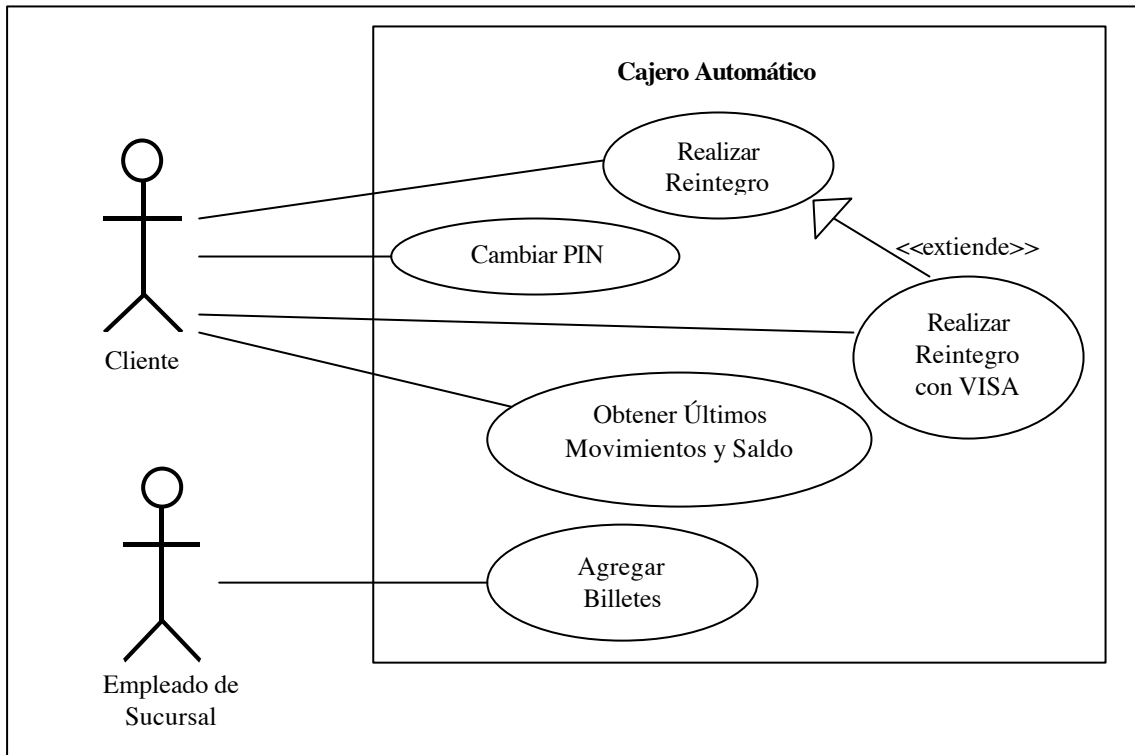 Cajero Automático
Realizar
Reintegro
Cambiar PIN
<<extiende>>
Realizar
Reintegro
con VISA
Cliente
Obtener Últimos
Movimientos y Saldo
Agregar
Billetes
Empleado de
Sucursal